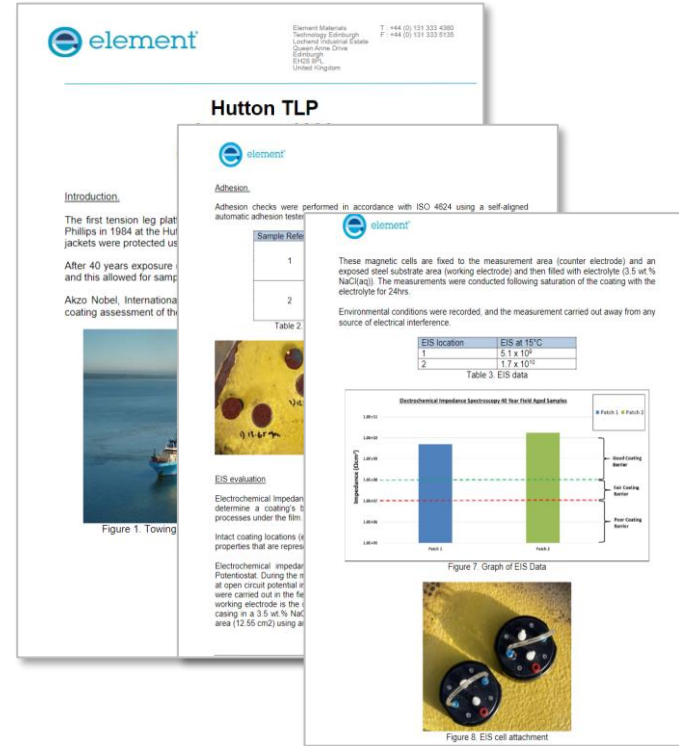 element
Element Materials
Technology Edinburgh
Lochend Industrial Estate
Queen Anne Drive
Edinburgh
EH28 8PL
United Kingdom
T : +44 (0) 131 333 4360
F : +44 (0) 131 333 5135
Hutton TLP
Introduction.
The first tension leg plat
Phillips in 1984 at the Hut
jackets were protected us
After 40 years exposure
and this allowed for samp
Akzo Nobel, Internationa
coating assessment of the
Figure 1. Towing
element
Adhesion.
Adhesion checks were performed in accordance with ISO 4624 using a self-aligned
automatic adhesion tester
Sample Refe
1
2
Table 2.
EIS evaluation
Electrochemical Impedan
determine a coating's b
processes under the film.
Intact coating locations (e
properties that are repres
Electrochemical impedan
Potentiostat. During the m
at open circuit potential in
were carried out in the fie
working electrode is the
casing in a 3.5 wt.% NaC
area (12.55 cm2) using a
element
These magnetic cells are fixed to the measurement area (counter electrode) and an
exposed steel substrate area (working electrode) and then filled with electrolyte (3.5 wt.%
NaCl(aq)). The measurements were conducted following saturation of the coating with the
electrolyte for 24hrs.
Environmental conditions were recorded, and the measurement carried out away from any
source of electrical interference.
EIS location EIS at 15°C
1 5.1 x 10⁹
2 1.7 x 10¹⁰
Table 3. EIS data
Electrochemical Impedance Spectroscopy 40 Year Field Aged Samples
Patch 1 Patch 2
Impedance (Ωcm²)
Good Coating
Barrier
Fair Coating
Barrier
Poor Coating
Barrier
Patch 1 Patch 2
Figure 7. Graph of EIS Data
Figure 8. EIS cell attachment